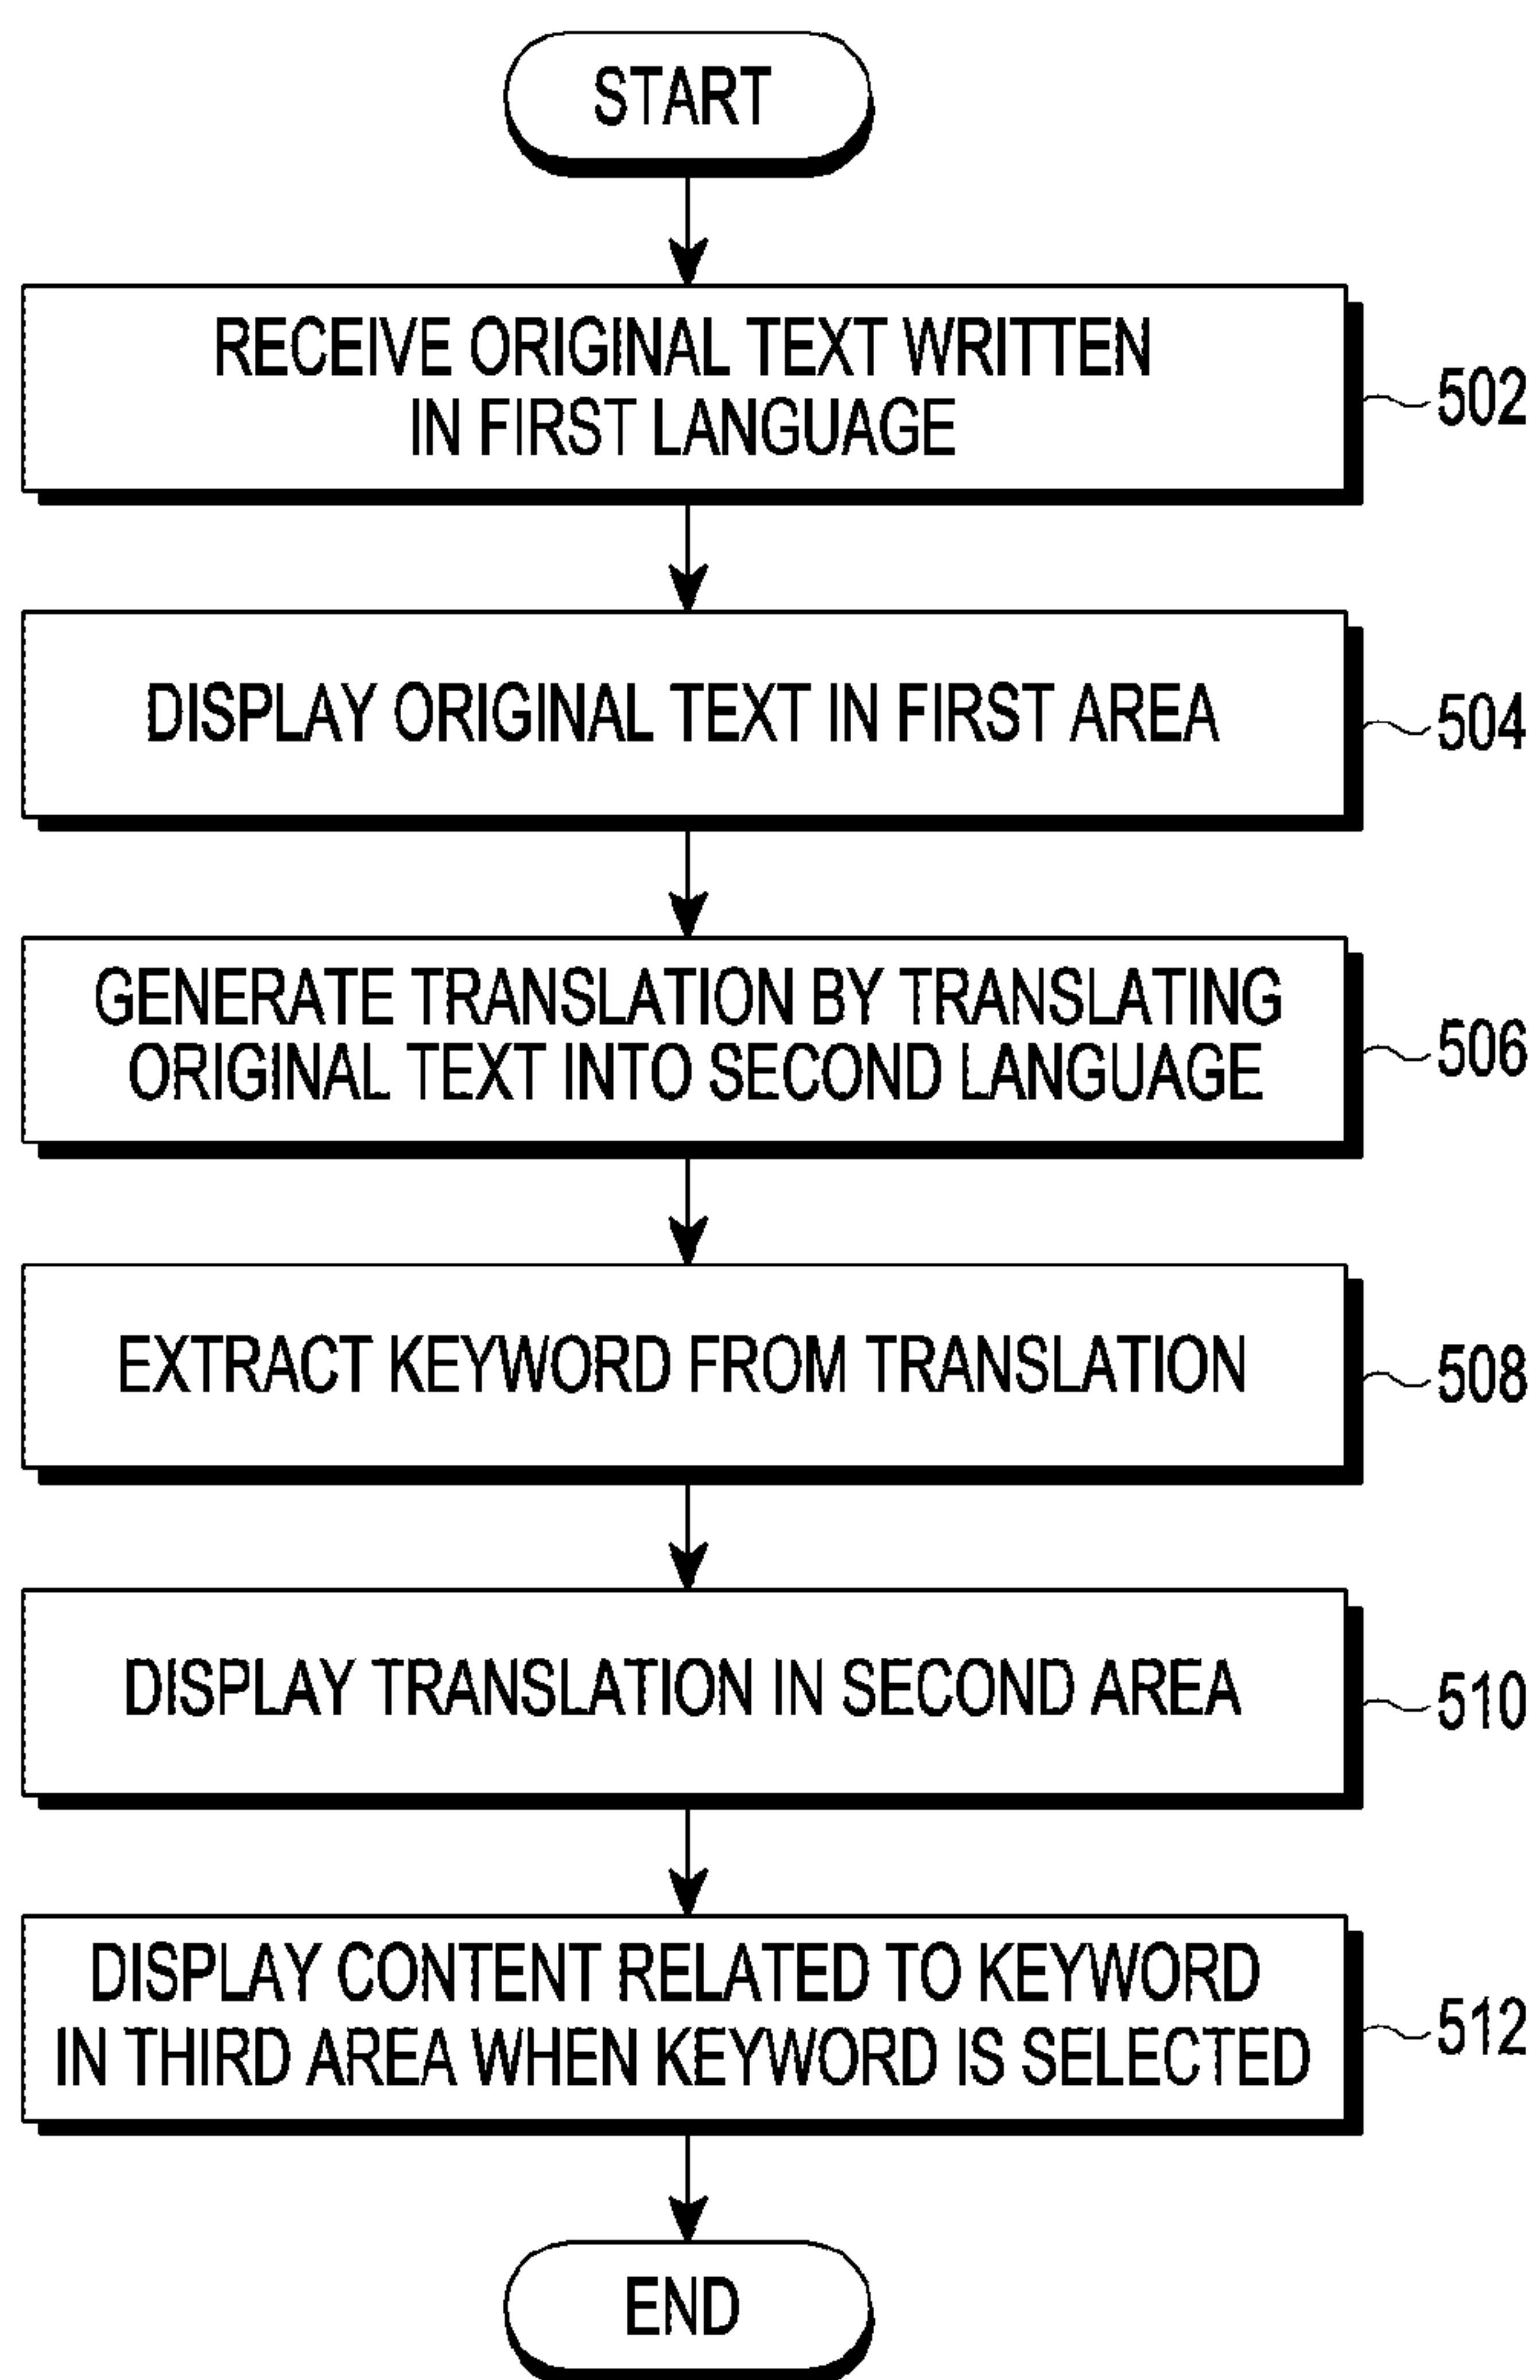 START
RECEIVE ORIGINAL TEXT WRITTEN
IN FIRST LANGUAGE
502
DISPLAY ORIGINAL TEXT IN FIRST AREA
504
GENERATE TRANSLATION BY TRANSLATING
ORIGINAL TEXT INTO SECOND LANGUAGE
506
EXTRACT KEYWORD FROM TRANSLATION
508
DISPLAY TRANSLATION IN SECOND AREA
510
DISPLAY CONTENT RELATED TO KEYWORD
IN THIRD AREA WHEN KEYWORD IS SELECTED
512
END